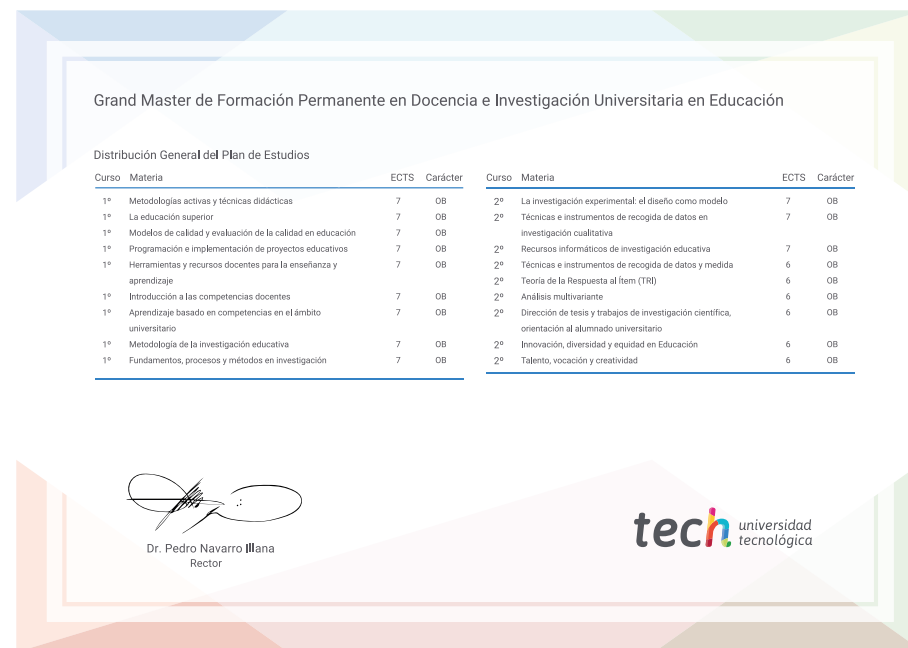 Grand Master de Formación Permanente en Docencia e Investigación Universitaria en Educación
Distribución General del Plan de Estudios
Curso Materia ECTS Carácter
1º Metodologías activas y técnicas didácticas 7 OB
1º La educación superior 7 OB
1º Modelos de calidad y evaluación de la calidad en educación 7 OB
1º Programación e implementación de proyectos educativos 7 OB
1º Herramientas y recursos docentes para la enseñanza y 7 OB
aprendizaje
1º Introducción a las competencias docentes 7 OB
1º Aprendizaje basado en competencias en el ámbito 7 OB
universitario
1º Metodología de la investigación educativa 7 OB
1º Fundamentos, procesos y métodos en investigación 7 OB
Curso Materia ECTS Carácter
2º La investigación experimental: el diseño como modelo 7 OB
2º Técnicas e instrumentos de recogida de datos en 7 OB
investigación cualitativa
2º Recursos informáticos de investigación educativa 7 OB
2º Técnicas e instrumentos de recogida de datos y medida 6 OB
2º Teoría de la Respuesta al Ítem (TRI) 6 OB
2º Análisis multivariante 6 OB
2º Dirección de tesis y trabajos de investigación científica, 6 OB
orientación al alumnado universitario
2º Innovación, diversidad y equidad en Educación 6 OB
2º Talento, vocación y creatividad 6 OB
Dr. Pedro Navarro Illana
Rector
tech universidad
tecnológica